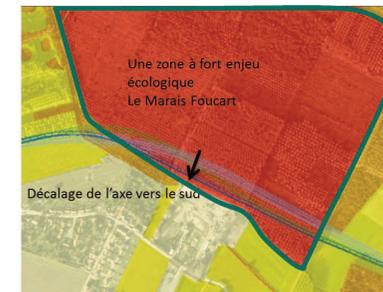 Une zone à fort enjeu
écologique
Le Marais Foucart
Décalage de l'axe vers le sud